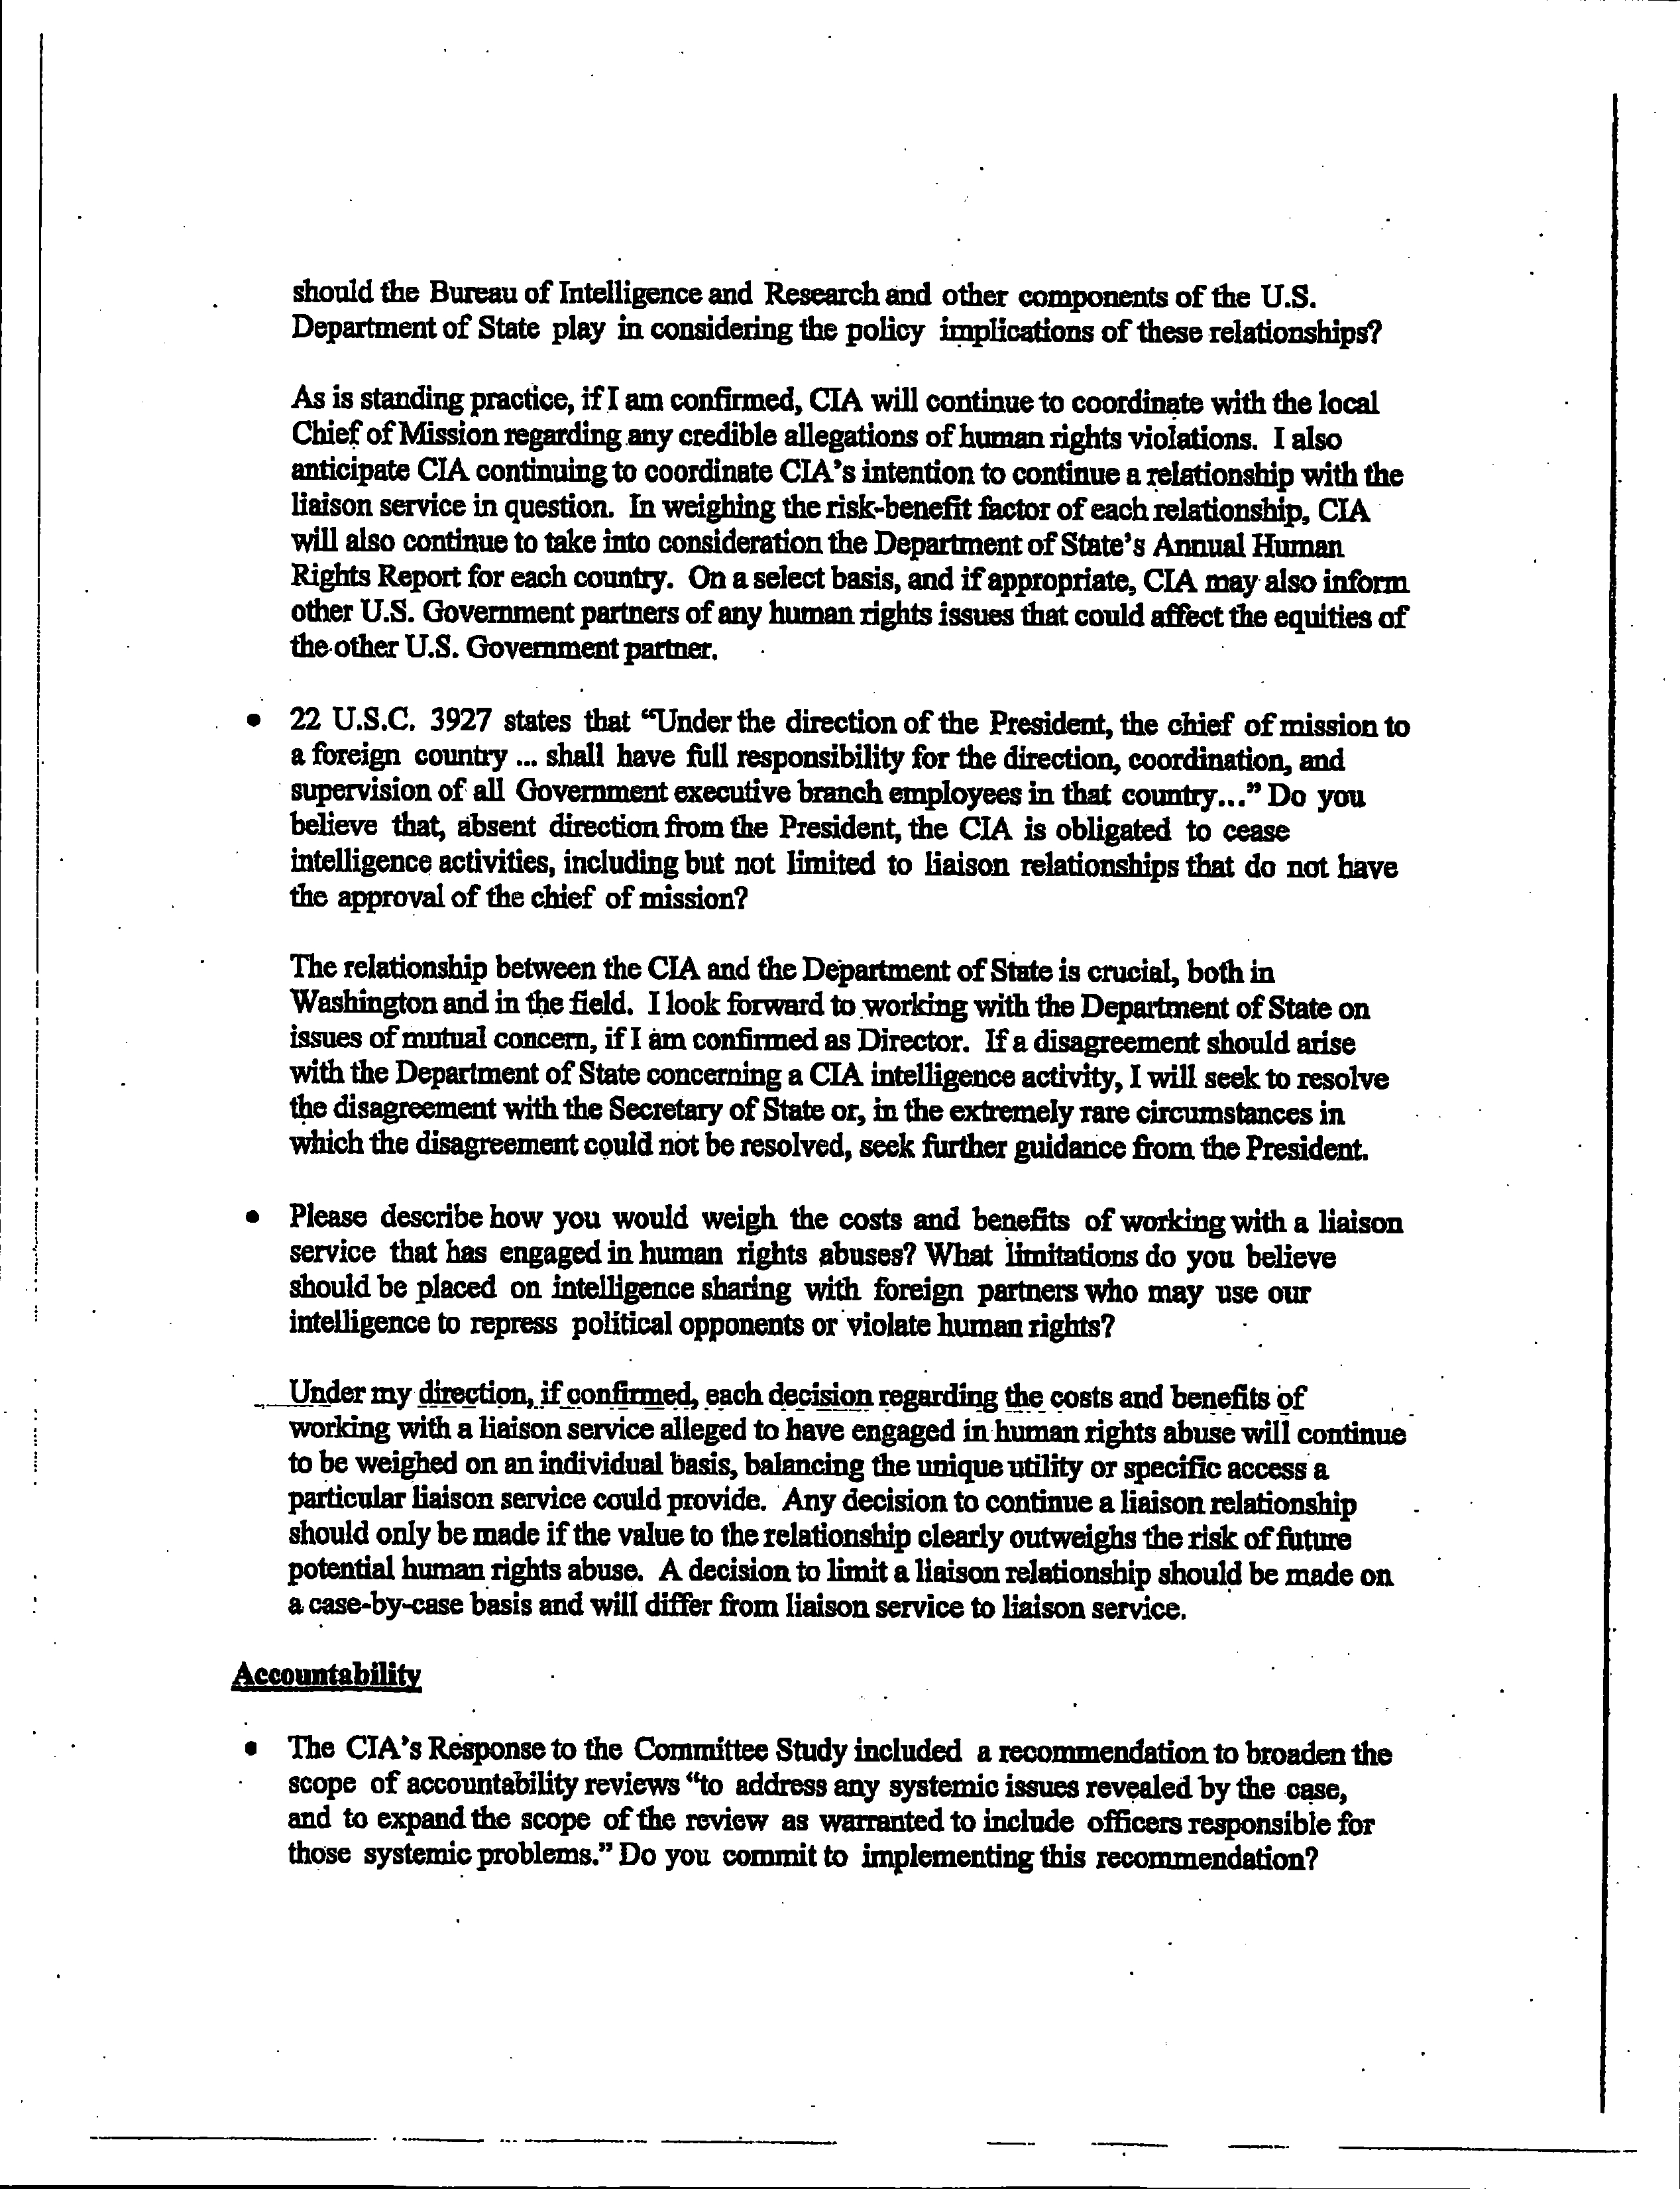 should the Bureau of Intelligence and Research and other components of the U.S.
Department of State play in considering the policy implications of these relationships?
As is standing practice, if I am confirmed, CIA will continue to coordinate with the local
Chief of Mission regarding any credible allegations of human rights violations. I also
anticipate CIA continuing to coordinate CIA's intention to continue a relationship with the
liaison service in question. In weighing the risk-benefit factor of each relationship, CIA
will also continue to take into consideration the Department of State's Annual Human
Rights Report for each country. On a select basis, and if appropriate, CIA may also inform
other U.S. Government partners of any human rights issues that could affect the equities of
the other U.S. Government partner.
• 22 U.S.C. 3927 states that “Under the direction of the President, the chief of mission to
a foreign country ... shall have full responsibility for the direction, coordination, and
supervision of all Government executive branch employees in that country...” Do you
believe that, absent direction from the President, the CIA is obligated to cease
intelligence activities, including but not limited to liaison relationships that do not have
the approval of the chief of mission?
The relationship between the CIA and the Department of State is crucial, both in
Washington and in the field. I look forward to working with the Department of State on
issues of mutual concern, if I am confirmed as Director. If a disagreement should arise
with the Department of State concerning a CIA intelligence activity, I will seek to resolve
the disagreement with the Secretary of State or, in the extremely rare circumstances in
which the disagreement could not be resolved, seek further guidance from the President.
• Please describe how you would weigh the costs and benefits of working with a liaison
service that has engaged in human rights abuses? What limitations do you believe
should be placed on intelligence sharing with foreign partners who may use our
intelligence to repress political opponents or violate human rights?
Under my direction, if confirmed, each decision regarding the costs and benefits of
working with a liaison service alleged to have engaged in human rights abuse will continue
to be weighed on an individual basis, balancing the unique utility or specific access a
particular liaison service could provide. Any decision to continue a liaison relationship
should only be made if the value to the relationship clearly outweighs the risk of future
potential human rights abuse. A decision to limit a liaison relationship should be made on
a case-by-case basis and will differ from liaison service to liaison service.
Accountability
• The CIA's Response to the Committee Study included a recommendation to broaden the
scope of accountability reviews “to address any systemic issues revealed by the case,
and to expand the scope of the review as warranted to include officers responsible for
those systemic problems.” Do you commit to implementing this recommendation?